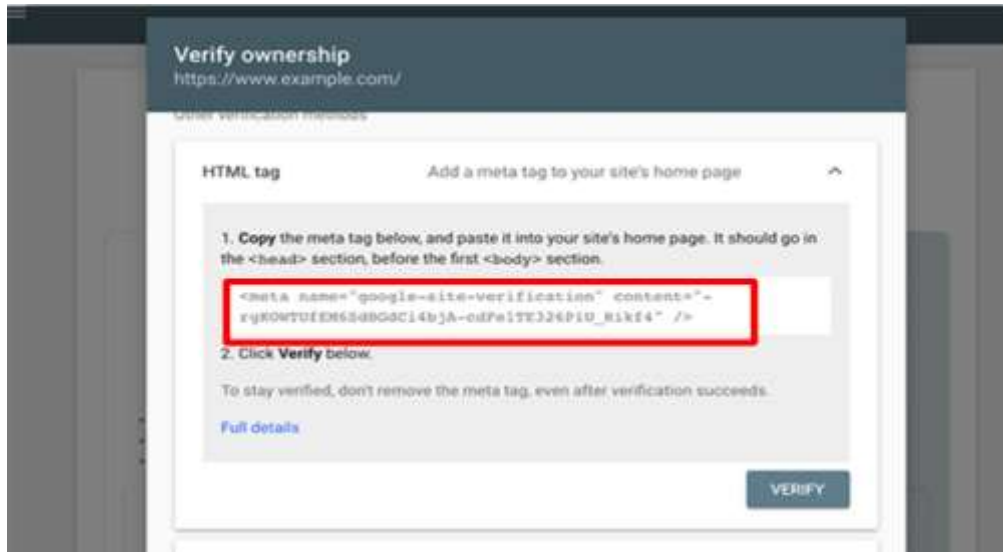 Verify ownership
https://www.example.com/
Other verification methods
HTML tag
Add a meta tag to your site's home page
1. Copy the meta tag below, and paste it into your site's home page. It should go in
the <head> section, before the first <body> section.
<meta name="google-site-verification" content="-
/>
2. Click Verify below.
To stay verified, don't remove the meta tag, even after verification succeeds.
Full details
VERIFY